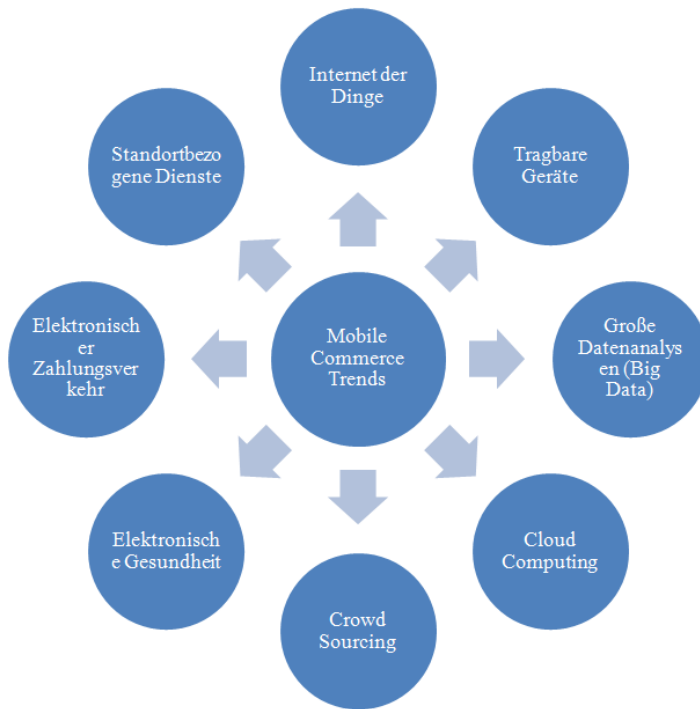 Internet der
Dinge
Standortbezo
gene Dienste
Tragbare
Geräte
Elektronisch
er
Zahlungsver
kehr
Mobile
Commerce
Trends
Große
Datenanalys
en (Big
Data)
Elektronisch
e Gesundheit
Cloud
Computing
Crowd
Sourcing